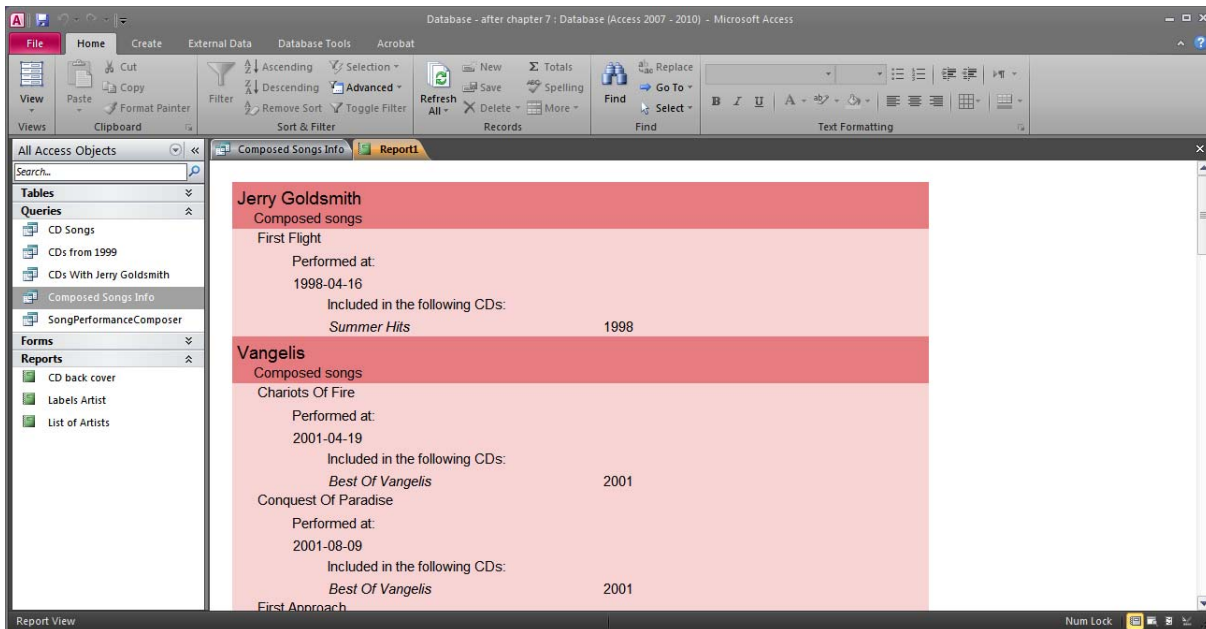 A
Database - after chapter 7 : Database (Access 2007 - 2010) - Microsoft Access
File Home Create External Data Database Tools Acrobat
View
Views
Paste
Cut
Copy
Format Painter
Clipboard
Filter
Ascending
Descending
Remove Sort
Selection
Advanced
Toggle Filter
Sort & Filter
Refresh
All
New
Save
Delete
Totals
Spelling
More
Records
Find
Replace
Go To
Select
Find
B I U A
Text Formatting
All Access Objects
Search...
Tables
Queries
CD Songs
CDs from 1999
CDs With Jerry Goldsmith
Composed Songs Info
SongPerformanceComposer
Forms
Reports
CD back cover
Labels Artist
List of Artists
Composed Songs Info Report1
Jerry Goldsmith
Composed songs
First Flight
Performed at:
1998-04-16
Included in the following CDs:
Summer Hits 1998
Vangelis
Composed songs
Chariots Of Fire
Performed at:
2001-04-19
Included in the following CDs:
Best Of Vangelis 2001
Conquest Of Paradise
Performed at:
2001-08-09
Included in the following CDs:
Best Of Vangelis 2001
First Approach
Report View
Num Lock